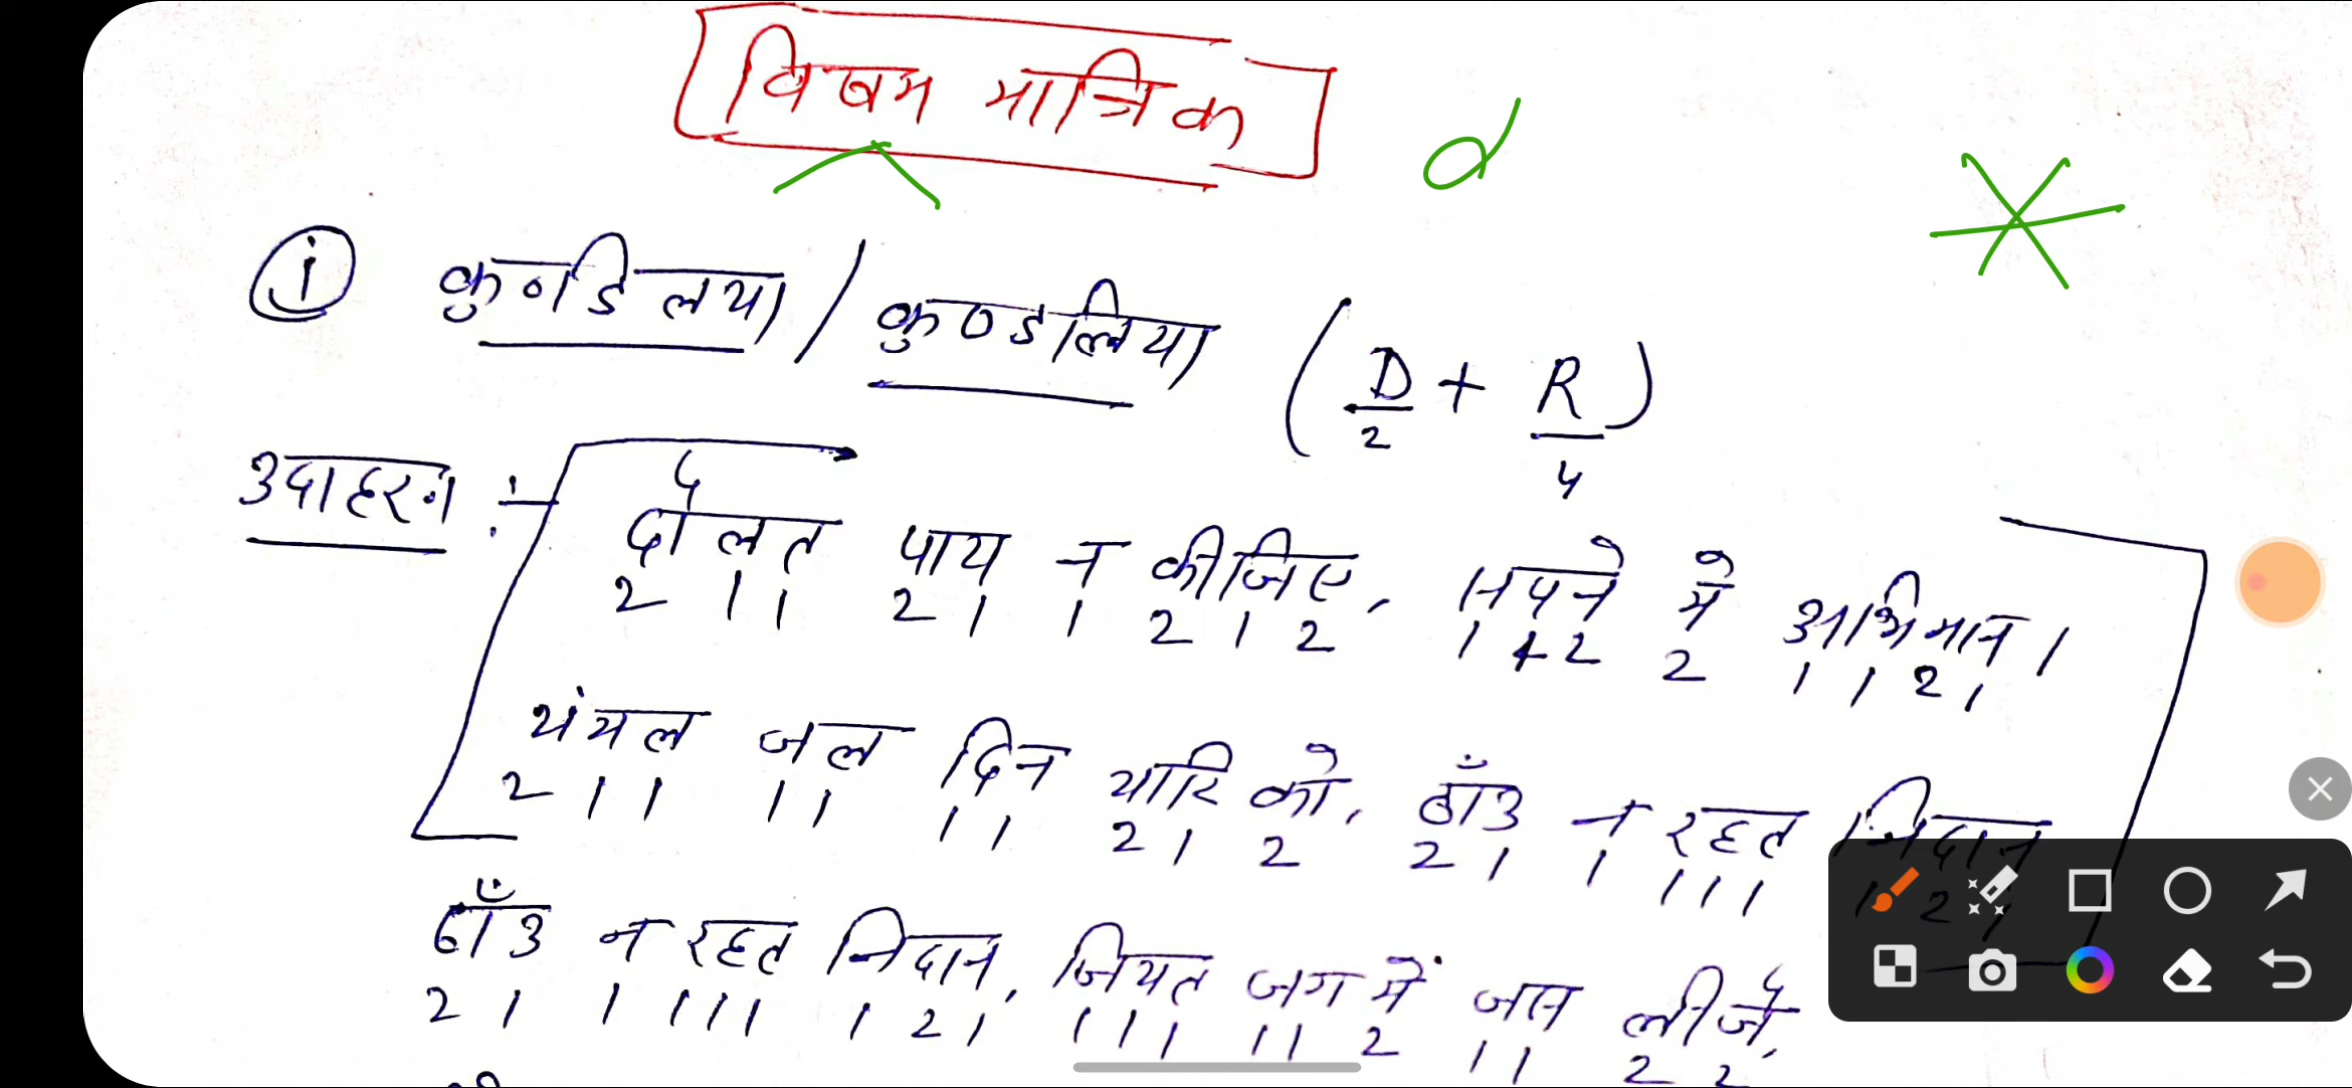 विषम मात्रिक
i कुण्डलिया / कुण्डलिया ( D/2 + R/4 )
उदाहरण :- दौलत पाय न कीजिए, सपने में अभिमान।
2 1 1 2 1 1 2 1 2 1 1 2 2 1 1 2 1
चंचल जल दिन चारि को, ठाँउ न रहत निदान
2 1 1 1 1 1 1 2 1 2 2 1 1 1 1 1 1 2 1
ठाँउ न रहत निदान, जियत जग में जस लीजै,
2 1 1 1 1 1 1 2 1 1 1 1 1 1 2 1 1 2 2